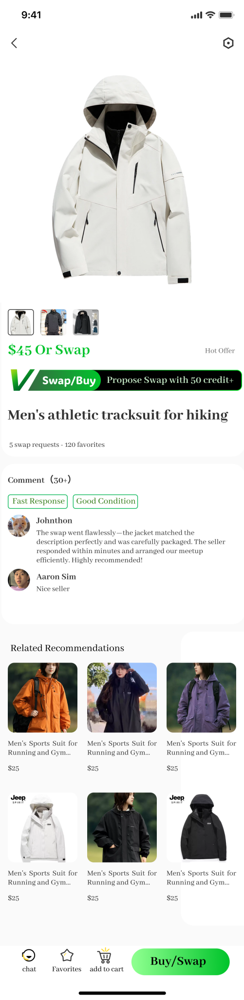 9:41
$45 Or Swap
Hot Offer
Swap/Buy
Propose Swap with 50 credit+
Men's athletic tracksuit for hiking
5 swap requests - 120 favorites
Comment（30+）
Fast Response
Good Condition
Johnthon
The swap went flawlessly—the jacket matched the
description perfectly and was carefully packaged. The seller
responded within minutes and arranged our meetup
efficiently. Highly recommended!
Aaron Sim
Nice seller
Related Recommendations
Jeep
Men's Sports Suit for
Running and Gym...
$25
Men's Sports Suit for
Running and Gym...
$25
Men's Sports Suit for
Running and Gym...
$25
Jeep
SPIRIT
Jeep
Jeep
SPIRIT
Jeep
Men's Sports Suit for
Running and Gym...
$25
Men's Sports Suit for
Running and Gym...
$25
Men's Sports Suit for
Running and Gym...
$25
chat
Favorites
add to cart
Buy/Swap